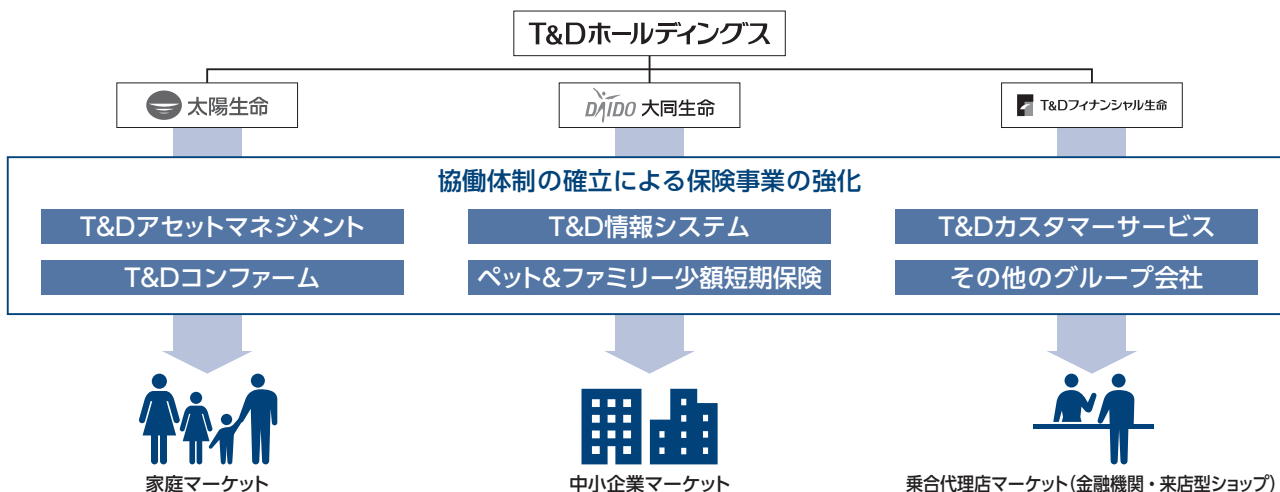 T&Dホールディングス
太陽生命
DAIDO 大同生命
T&Dフィナンシャル生命
協働体制の確立による保険事業の強化
T&Dアセットマネジメント
T&D情報システム
T&Dカスタマーサービス
T&Dコンファーム
ペット&ファミリー少額短期保険
その他のグループ会社
家庭マーケット
中小企業マーケット
乗合代理店マーケット(金融機関・来店型ショップ)